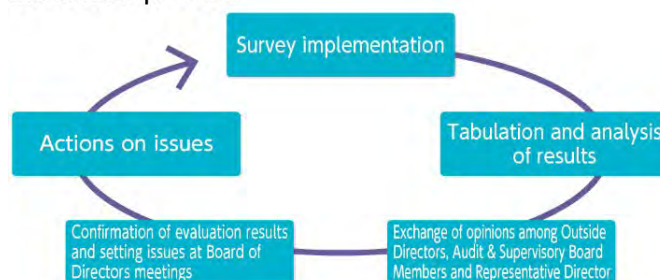 Survey implementation
Tabulation and analysis
of results
Exchange of opinions among Outside
Directors, Audit & Supervisory Board
Members and Representative Director
Confirmation of evaluation results
and setting issues at Board of
Directors meetings
Actions on issues